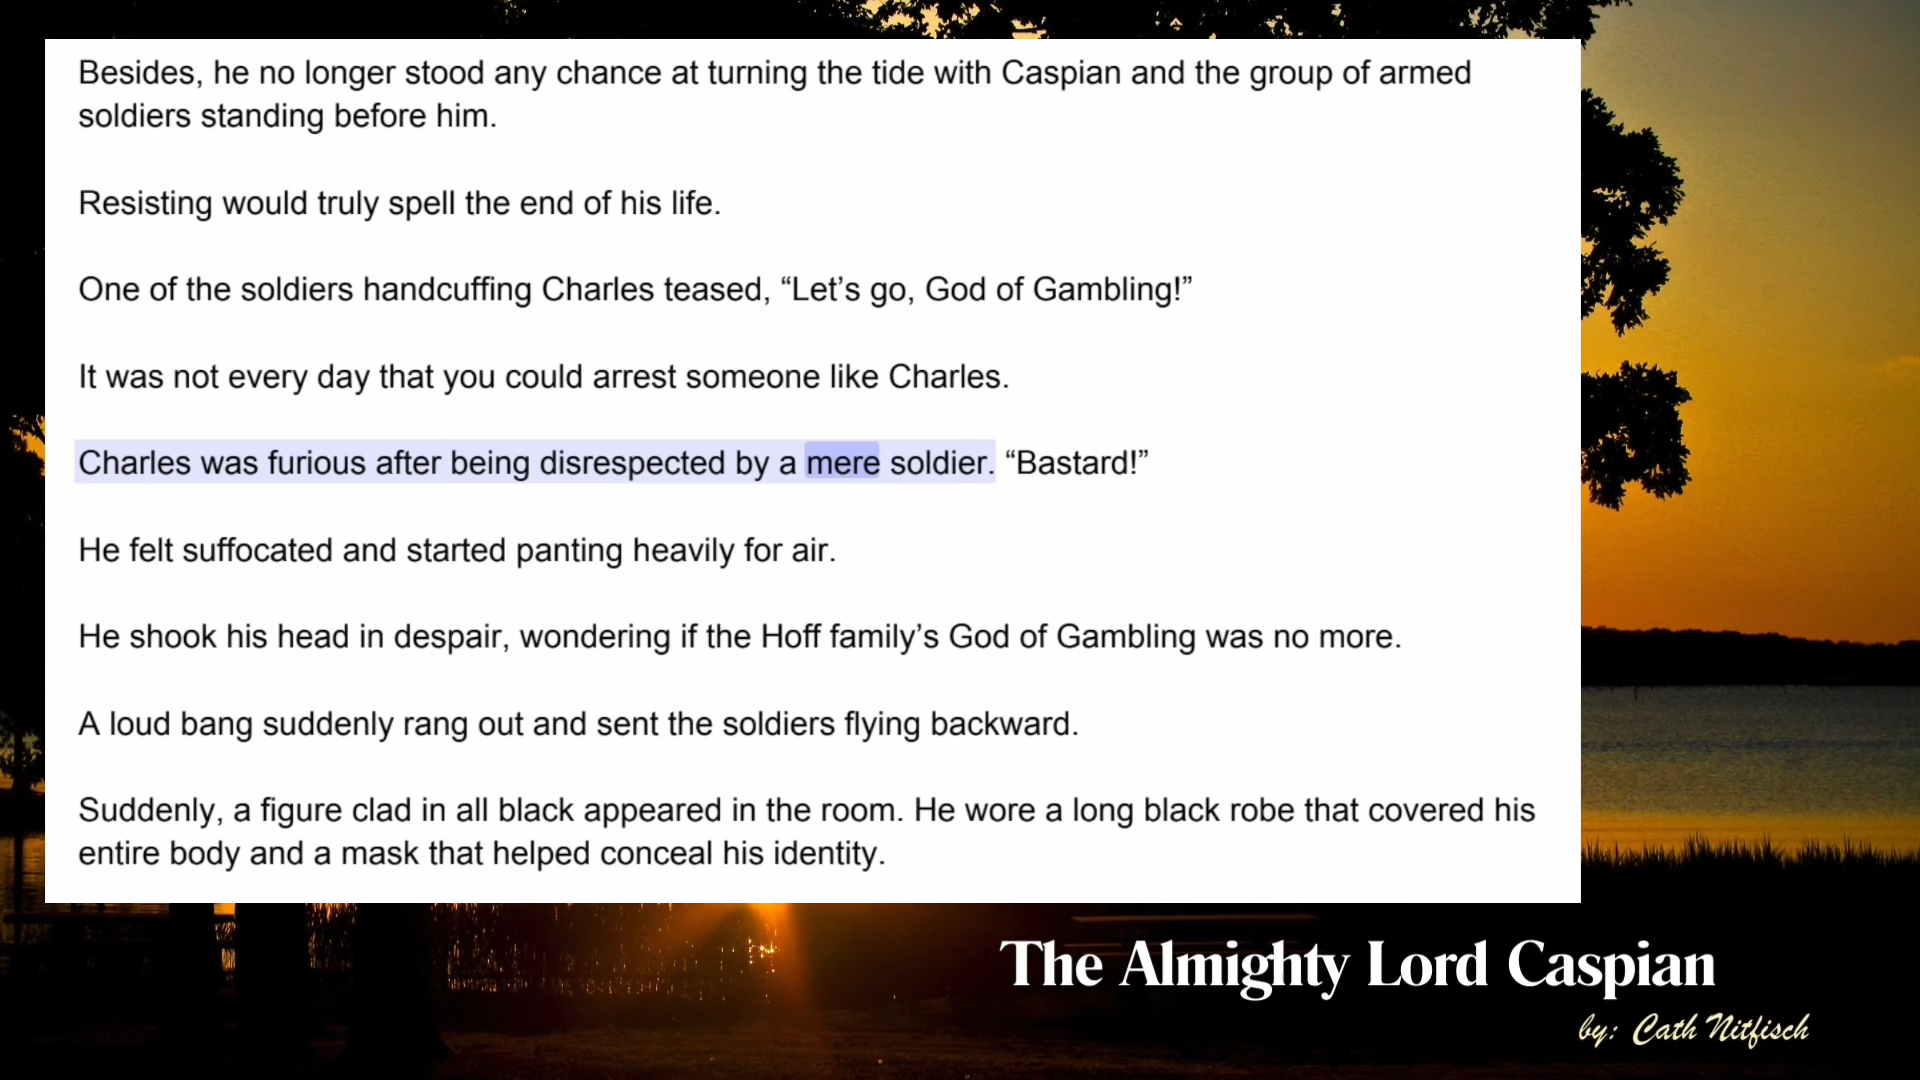 Besides, he no longer stood any chance at turning the tide with Caspian and the group of armed
soldiers standing before him.
Resisting would truly spell the end of his life.
One of the soldiers handcuffing Charles teased, “Let’s go, God of Gambling!”
It was not every day that you could arrest someone like Charles.
Charles was furious after being disrespected by a mere soldier. “Bastard!”
He felt suffocated and started panting heavily for air.
He shook his head in despair, wondering if the Hoff family’s God of Gambling was no more.
A loud bang suddenly rang out and sent the soldiers flying backward.
Suddenly, a figure clad in all black appeared in the room. He wore a long black robe that covered his
entire body and a mask that helped conceal his identity.
The Almighty Lord Caspian
by: Cath Nitfisch